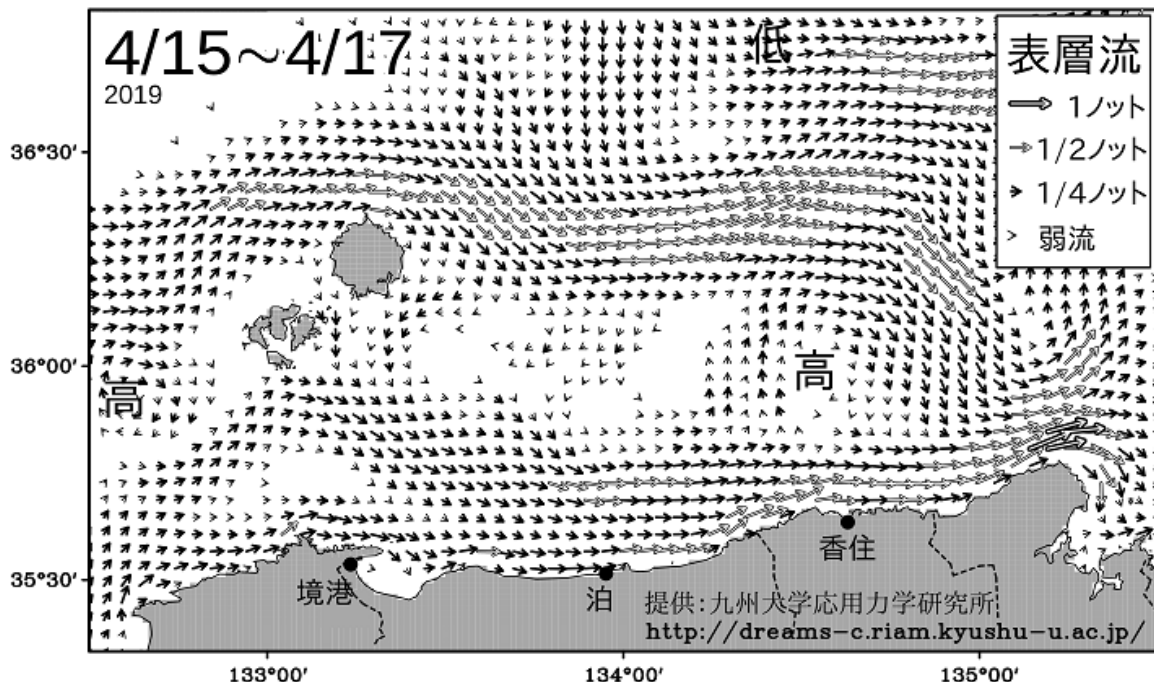 4/15～4/17
2019
低
表層流
1ノット
1/2ノット
1/4ノット
弱流
36°30′
36°00′
35°30′
高
高
境港
泊
香住
提供:九州大学応用力学研究所
http://dreams-c.riam.kyushu-u.ac.jp/
133°00′
134°00′
135°00′